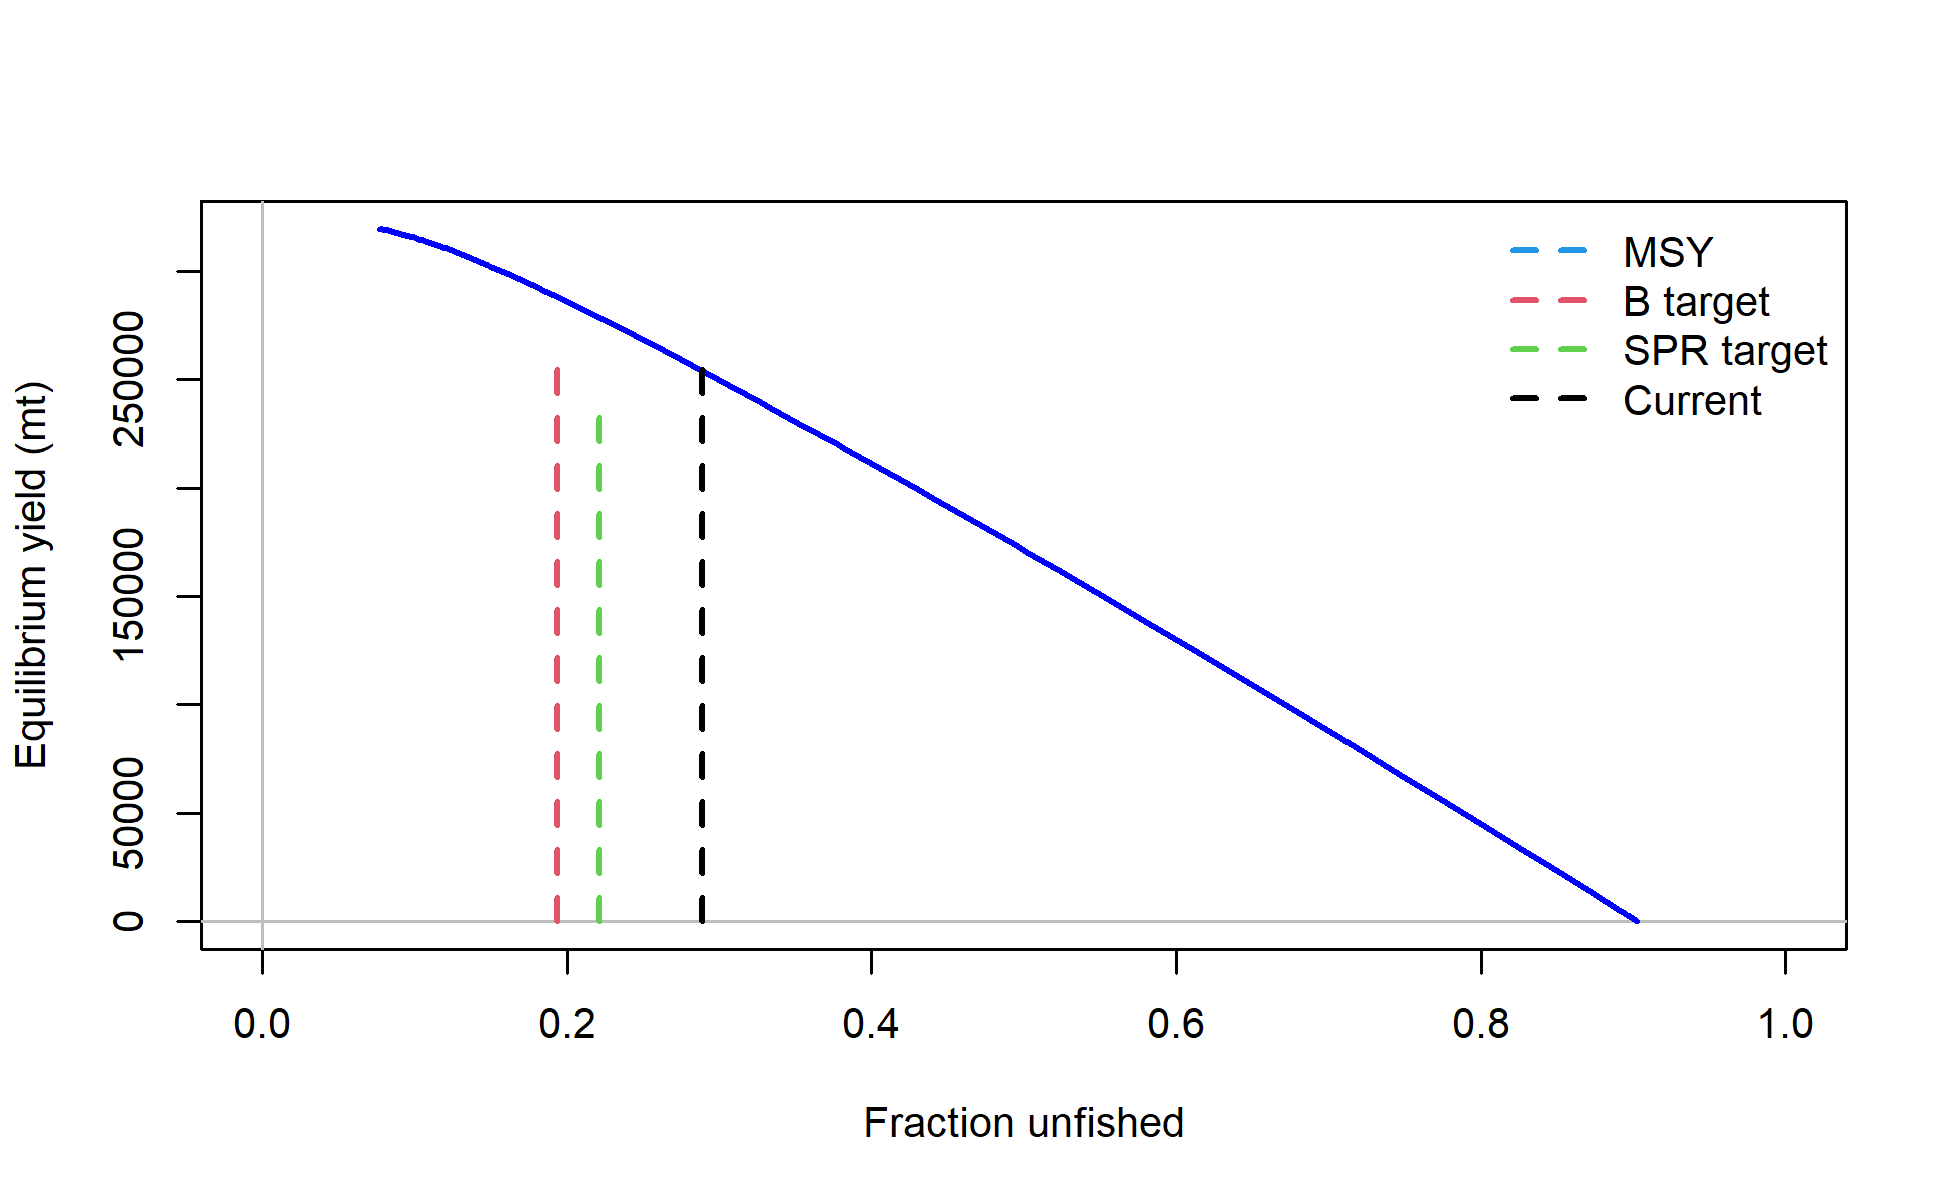 MSY
B target
SPR target
Current
Equilibrium yield (mt)
250000
150000
50000
0
0.0 0.2 0.4 0.6 0.8 1.0
Fraction unfished